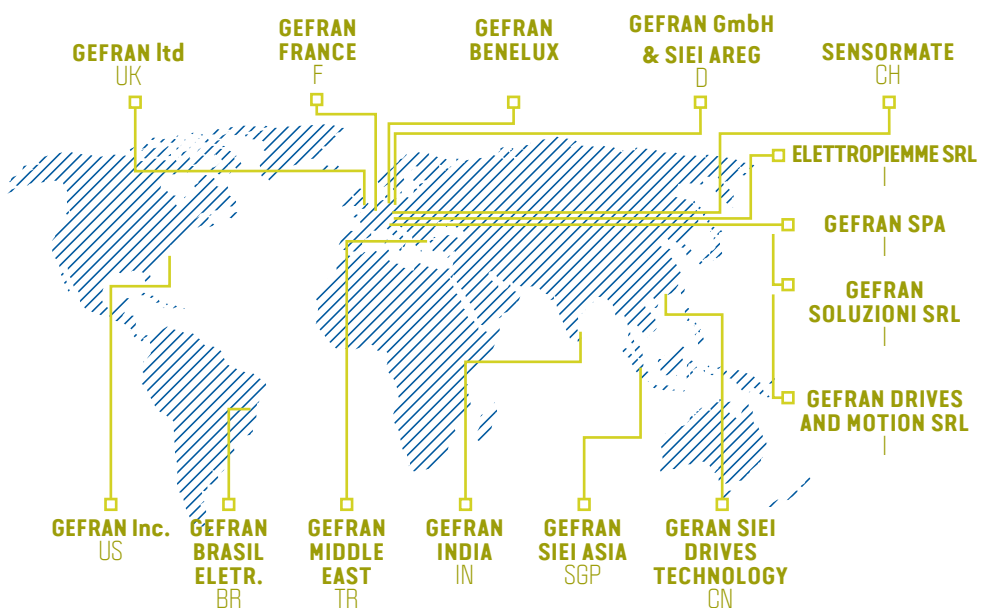 GEFRAN ltd
UK
GEFRAN
FRANCE
F
GEFRAN
BENELUX
GEFRAN GmbH
& SIEI AREG
D
SENSORMATE
CH
ELETTROPIEMME SRL
I
GEFRAN SPA
I
GEFRAN
SOLUZIONI SRL
I
GEFRAN DRIVES
AND MOTION SRL
I
GEFRAN Inc.
US
GEFRAN
BRASIL
ELETR.
BR
GEFRAN
MIDDLE
EAST
TR
GEFRAN
INDIA
IN
GEFRAN
SIEI ASIA
SGP
GERAN SIEI
DRIVES
TECHNOLOGY
CN